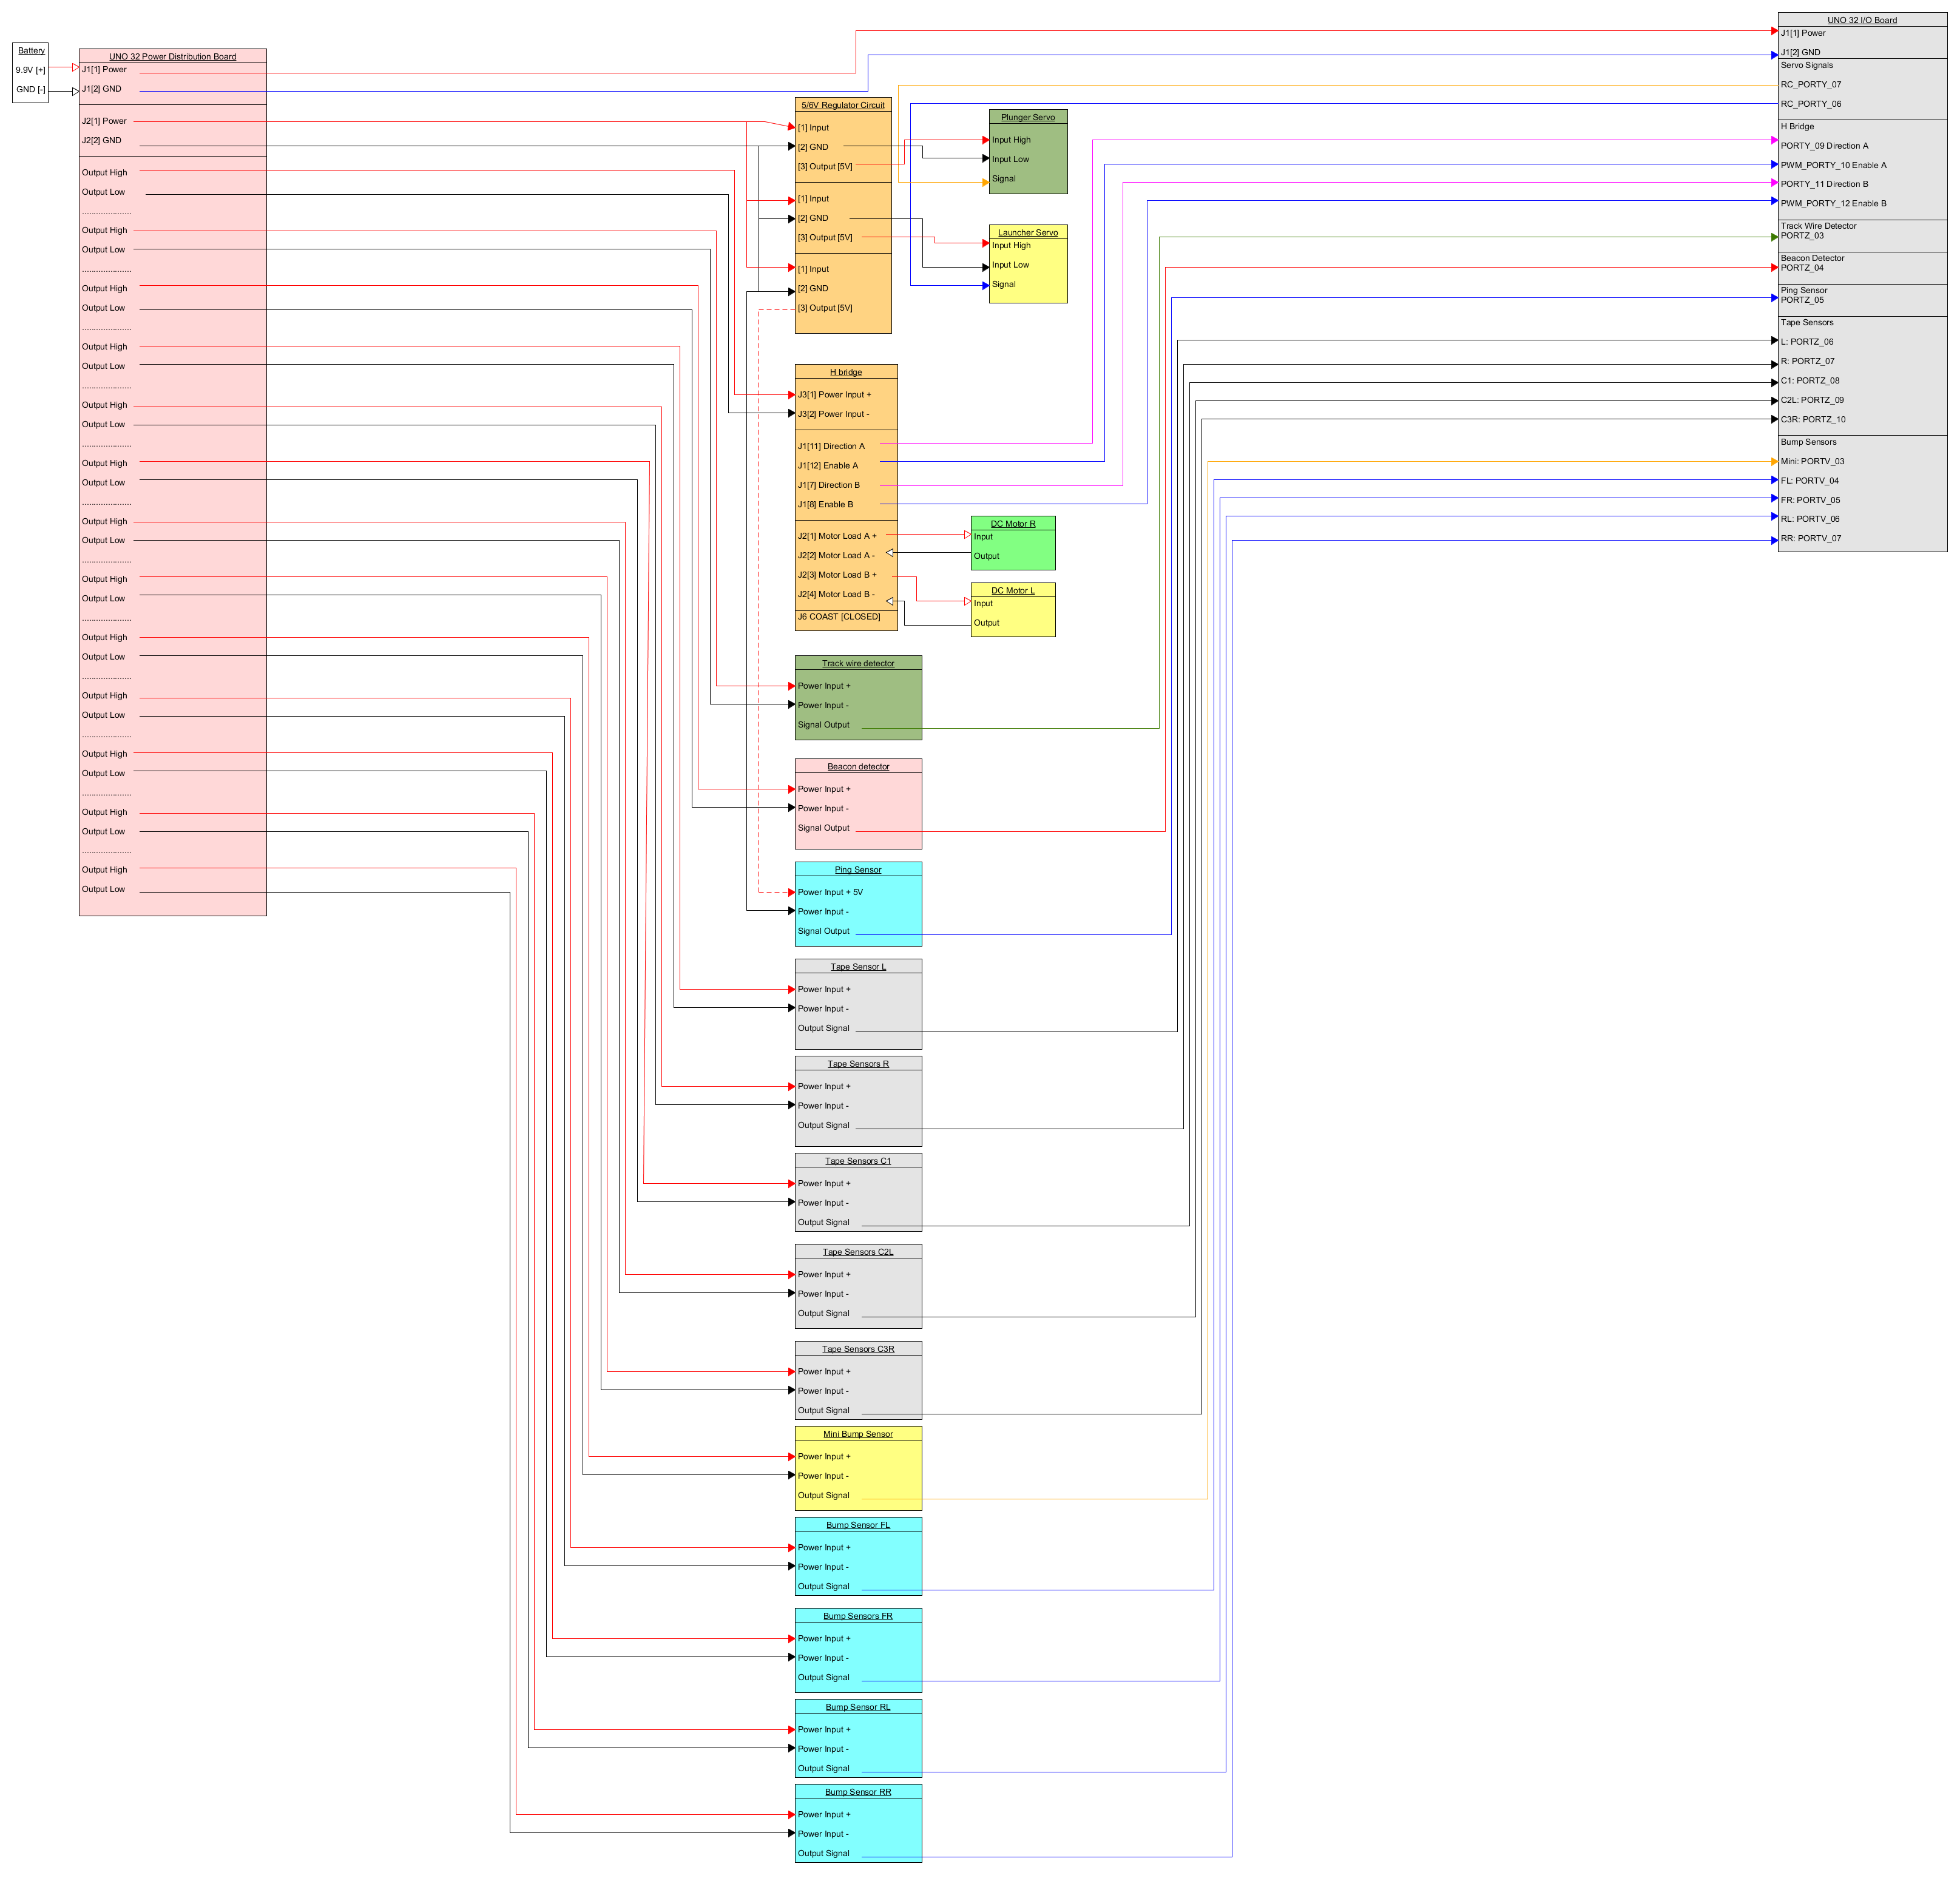 Battery
9.9V [+]
GND [-]
UNO 32 Power Distribution Board
J1[1] Power
J1[2] GND
J2[1] Power
J2[2] GND
Output High
Output Low
.....................
Output High
Output Low
.....................
Output High
Output Low
.....................
Output High
Output Low
.....................
Output High
Output Low
.....................
Output High
Output Low
.....................
Output High
Output Low
.....................
Output High
Output Low
.....................
Output High
Output Low
.....................
Output High
Output Low
.....................
Output High
Output Low
.....................
Output High
Output Low
.....................
Output High
Output Low
5/6V Regulator Circuit
[1] Input
[2] GND
[3] Output [5V]
[1] Input
[2] GND
[3] Output [5V]
[1] Input
[2] GND
[3] Output [5V]
Plunger Servo
Input High
Input Low
Signal
Launcher Servo
Input High
Input Low
Signal
H bridge
J3[1] Power Input +
J3[2] Power Input -
J1[11] Direction A
J1[12] Enable A
J1[7] Direction B
J1[8] Enable B
J2[1] Motor Load A +
J2[2] Motor Load A -
J2[3] Motor Load B +
J2[4] Motor Load B -
J6 COAST [CLOSED]
DC Motor R
Input
Output
DC Motor L
Input
Output
Track wire detector
Power Input +
Power Input -
Signal Output
Beacon detector
Power Input +
Power Input -
Signal Output
Ping Sensor
Power Input + 5V
Power Input -
Signal Output
Tape Sensor L
Power Input +
Power Input -
Output Signal
Tape Sensors R
Power Input +
Power Input -
Output Signal
Tape Sensors C1
Power Input +
Power Input -
Output Signal
Tape Sensors C2L
Power Input +
Power Input -
Output Signal
Tape Sensors C3R
Power Input +
Power Input -
Output Signal
Mini Bump Sensor
Power Input +
Power Input -
Output Signal
Bump Sensor FL
Power Input +
Power Input -
Output Signal
Bump Sensors FR
Power Input +
Power Input -
Output Signal
Bump Sensor RL
Power Input +
Power Input -
Output Signal
Bump Sensor RR
Power Input +
Power Input -
Output Signal
UNO 32 I/O Board
J1[1] Power
J1[2] GND
Servo Signals
RC_PORTY_07
RC_PORTY_06
H Bridge
PORTY_09 Direction A
PWM_PORTY_10 Enable A
PORTY_11 Direction B
PWM_PORTY_12 Enable B
Track Wire Detector
PORTZ_03
Beacon Detector
PORTZ_04
Ping Sensor
PORTZ_05
Tape Sensors
L: PORTZ_06
R: PORTZ_07
C1: PORTZ_08
C2L: PORTZ_09
C3R: PORTZ_10
Bump Sensors
Mini: PORTV_03
FL: PORTV_04
FR: PORTV_05
RL: PORTV_06
RR: PORTV_07